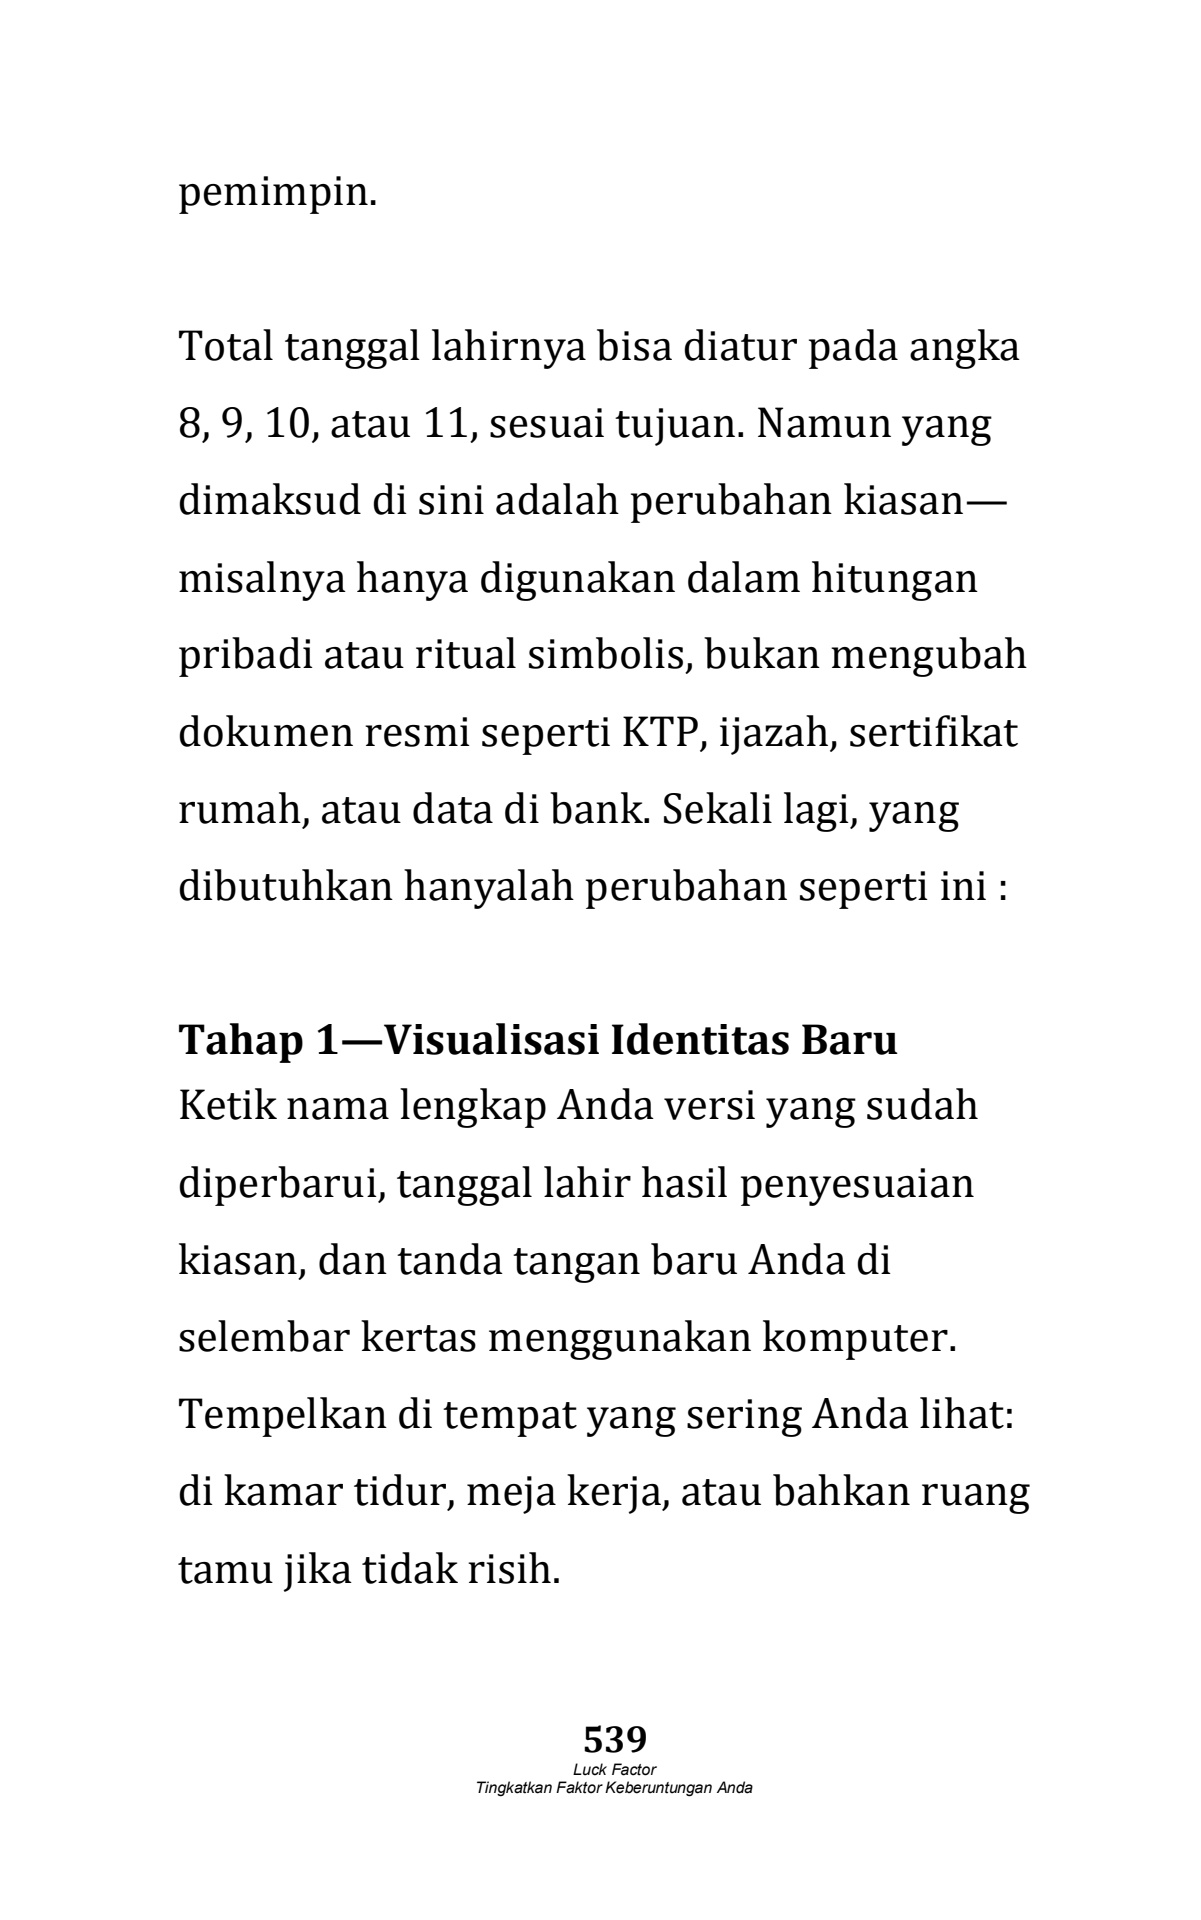 pemimpin.
Total tanggal lahirnya bisa diatur pada angka
8, 9, 10, atau 11, sesuai tujuan. Namun yang
dimaksud di sini adalah perubahan kiasan—
misalnya hanya digunakan dalam hitungan
pribadi atau ritual simbolis, bukan mengubah
dokumen resmi seperti KTP, ijazah, sertifikat
rumah, atau data di bank. Sekali lagi, yang
dibutuhkan hanyalah perubahan seperti ini :
Tahap 1—Visualisasi Identitas Baru
Ketik nama lengkap Anda versi yang sudah
diperbarui, tanggal lahir hasil penyesuaian
kiasan, dan tanda tangan baru Anda di
selembar kertas menggunakan komputer.
Tempelkan di tempat yang sering Anda lihat:
di kamar tidur, meja kerja, atau bahkan ruang
tamu jika tidak risih.
539
Luck Factor
Tingkatkan Faktor Keberuntungan Anda